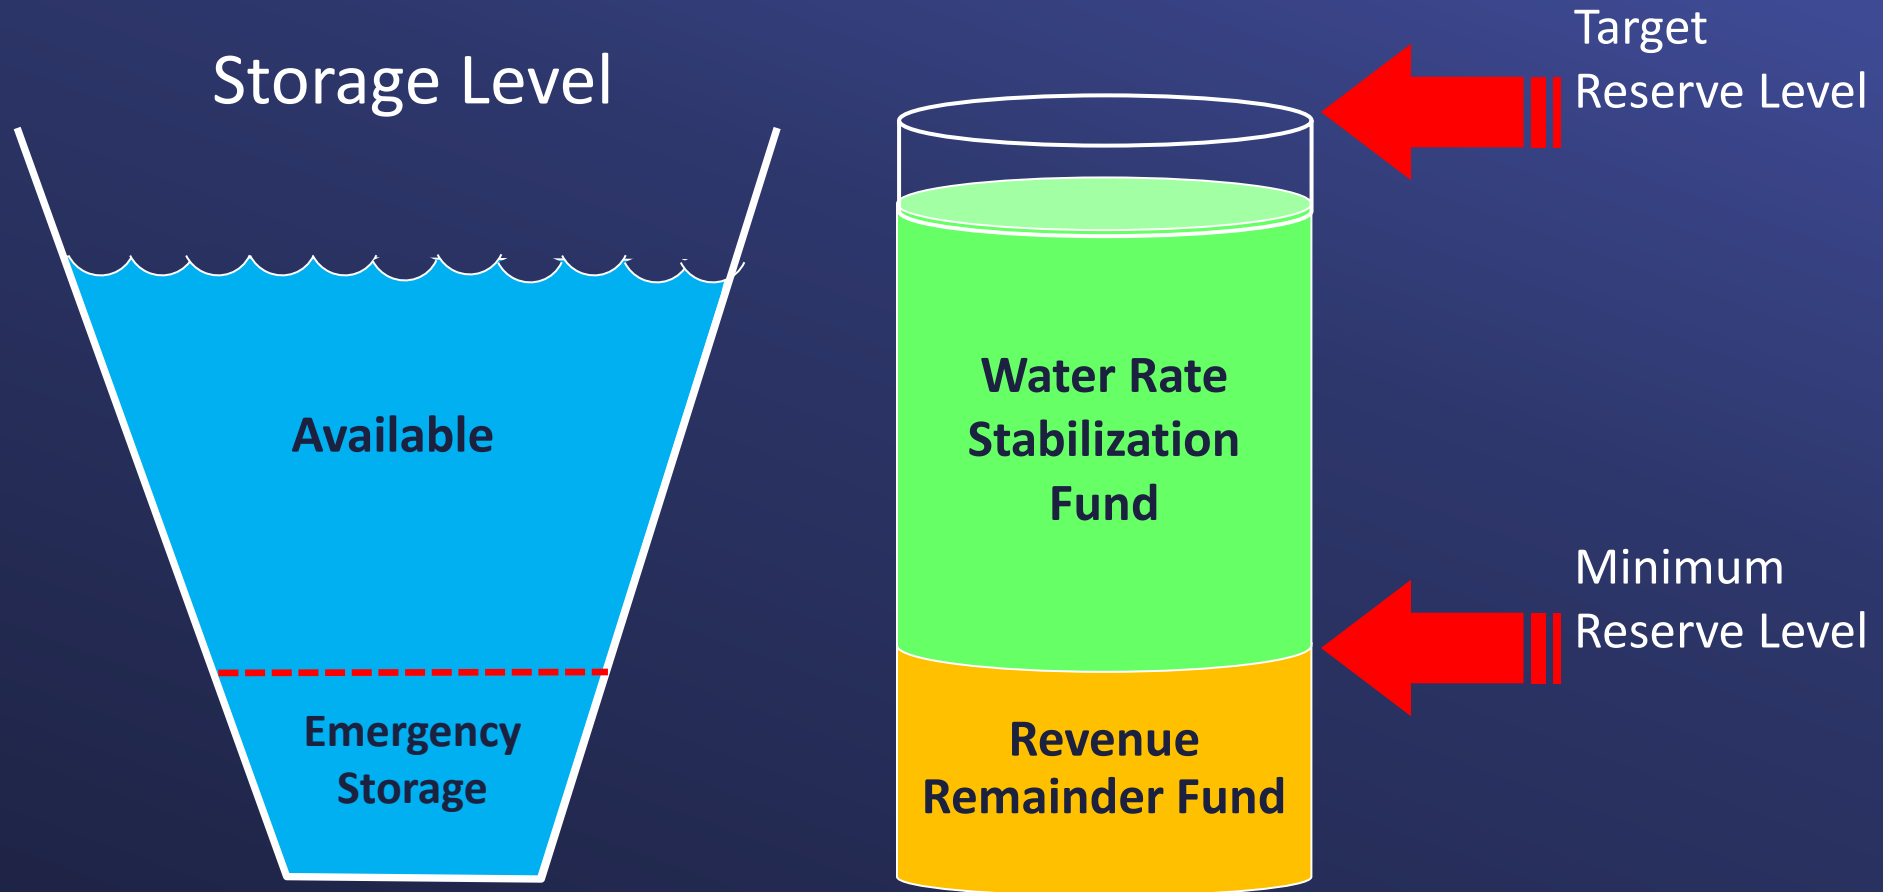 Storage Level
Available
Emergency
Storage
Target
Reserve Level
Water Rate
Stabilization
Fund
Minimum
Reserve Level
Revenue
Remainder Fund